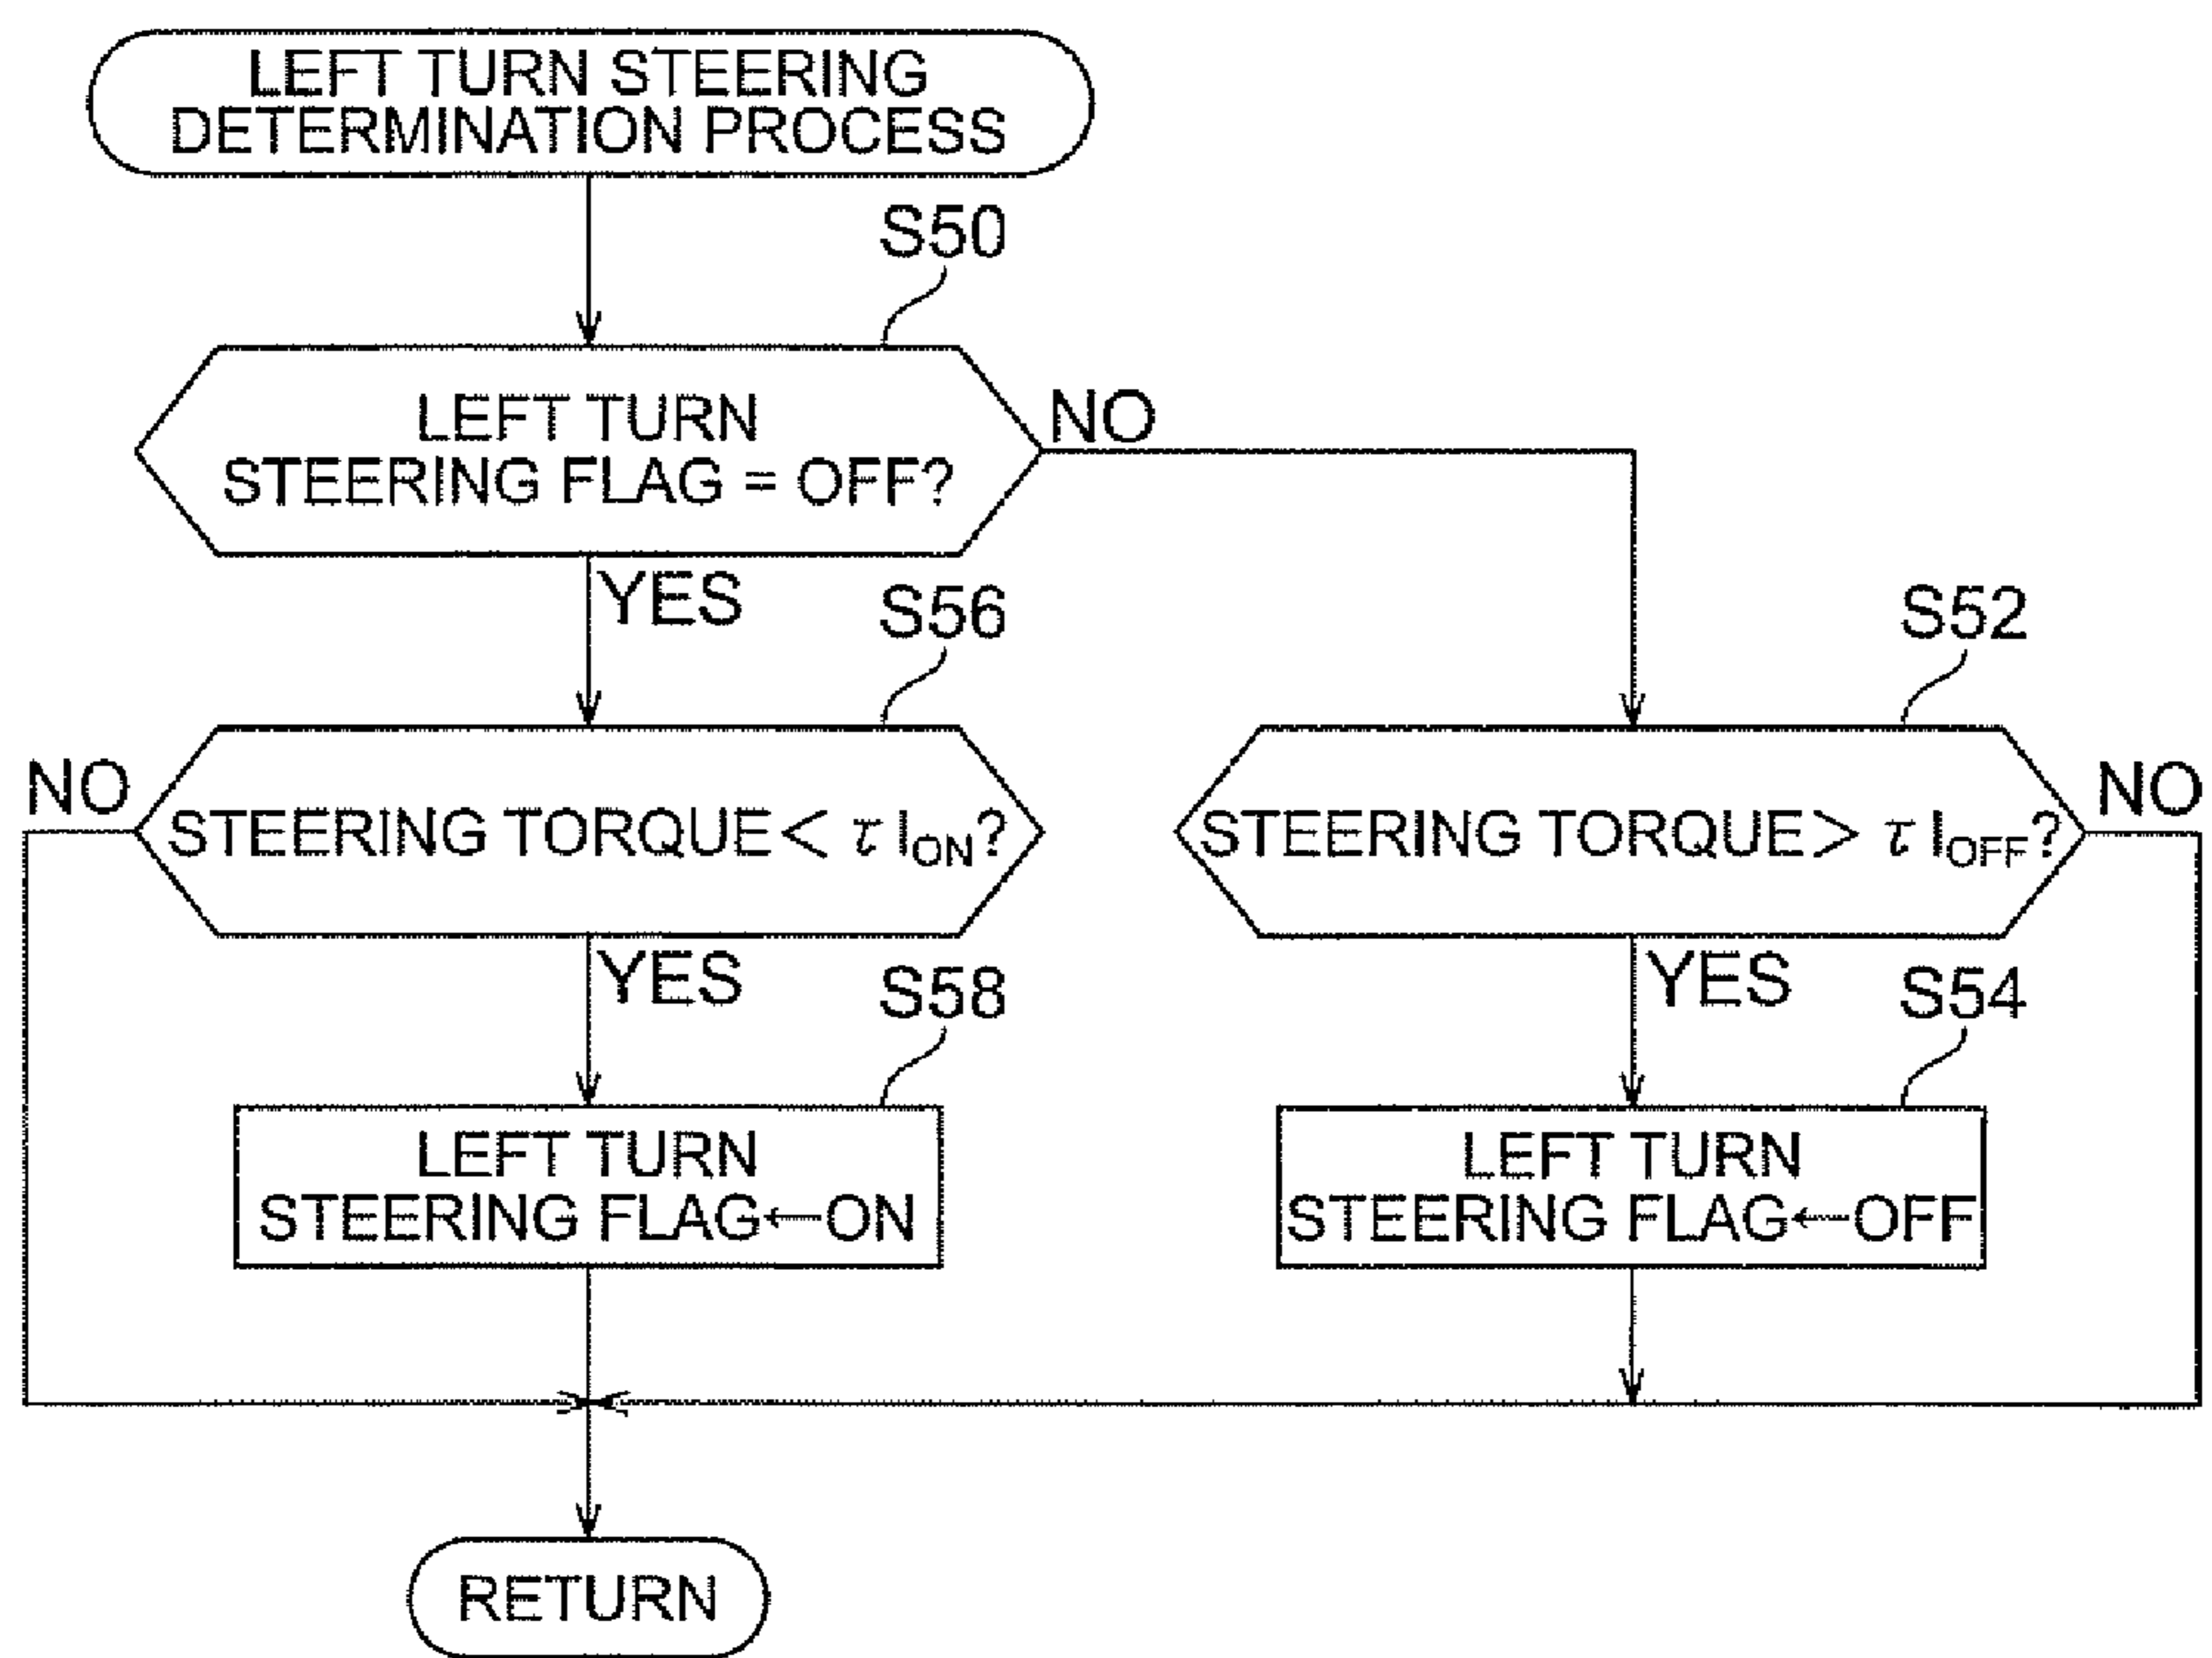 LEFT TURN STEERING
DETERMINATION PROCESS
S50
LEFT TURN
STEERING FLAG = OFF?
NO
YES
S56
S52
NO
STEERING TORQUE < τ l_ON?
STEERING TORQUE > τ l_OFF?
NO
YES
S58
YES
S54
LEFT TURN
STEERING FLAG←ON
LEFT TURN
STEERING FLAG←OFF
RETURN